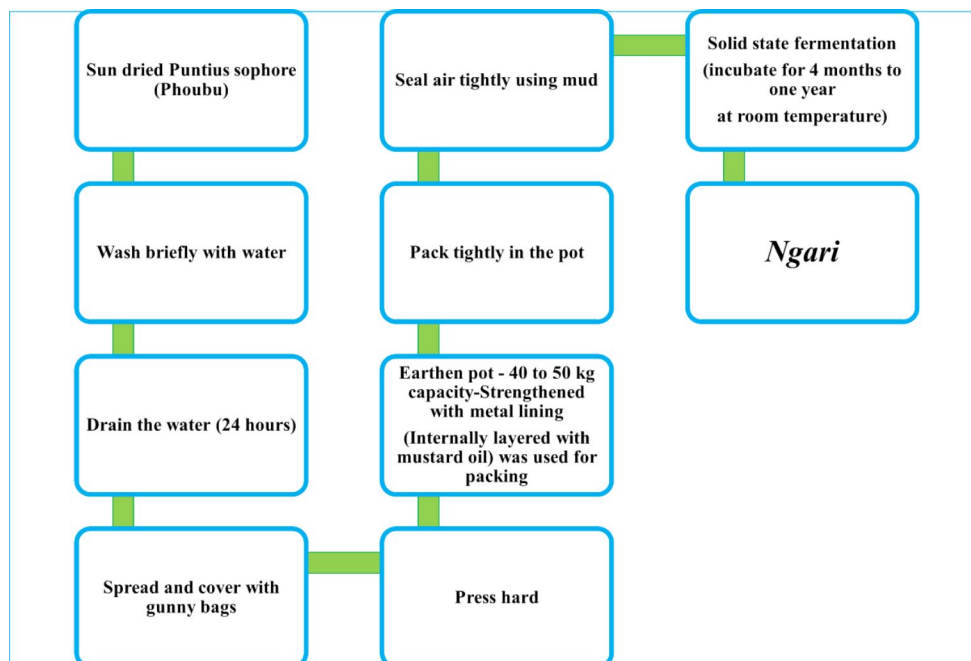 Sun dried Puntius sophore
(Phoubu)
Wash briefly with water
Drain the water (24 hours)
Spread and cover with
gunny bags
Press hard
Earthen pot - 40 to 50 kg
capacity-Strengthened
with metal lining
(Internally layered with
mustard oil) was used for
packing
Pack tightly in the pot
Seal air tightly using mud
Solid state fermentation
(incubate for 4 months to
one year
at room temperature)
Ngari